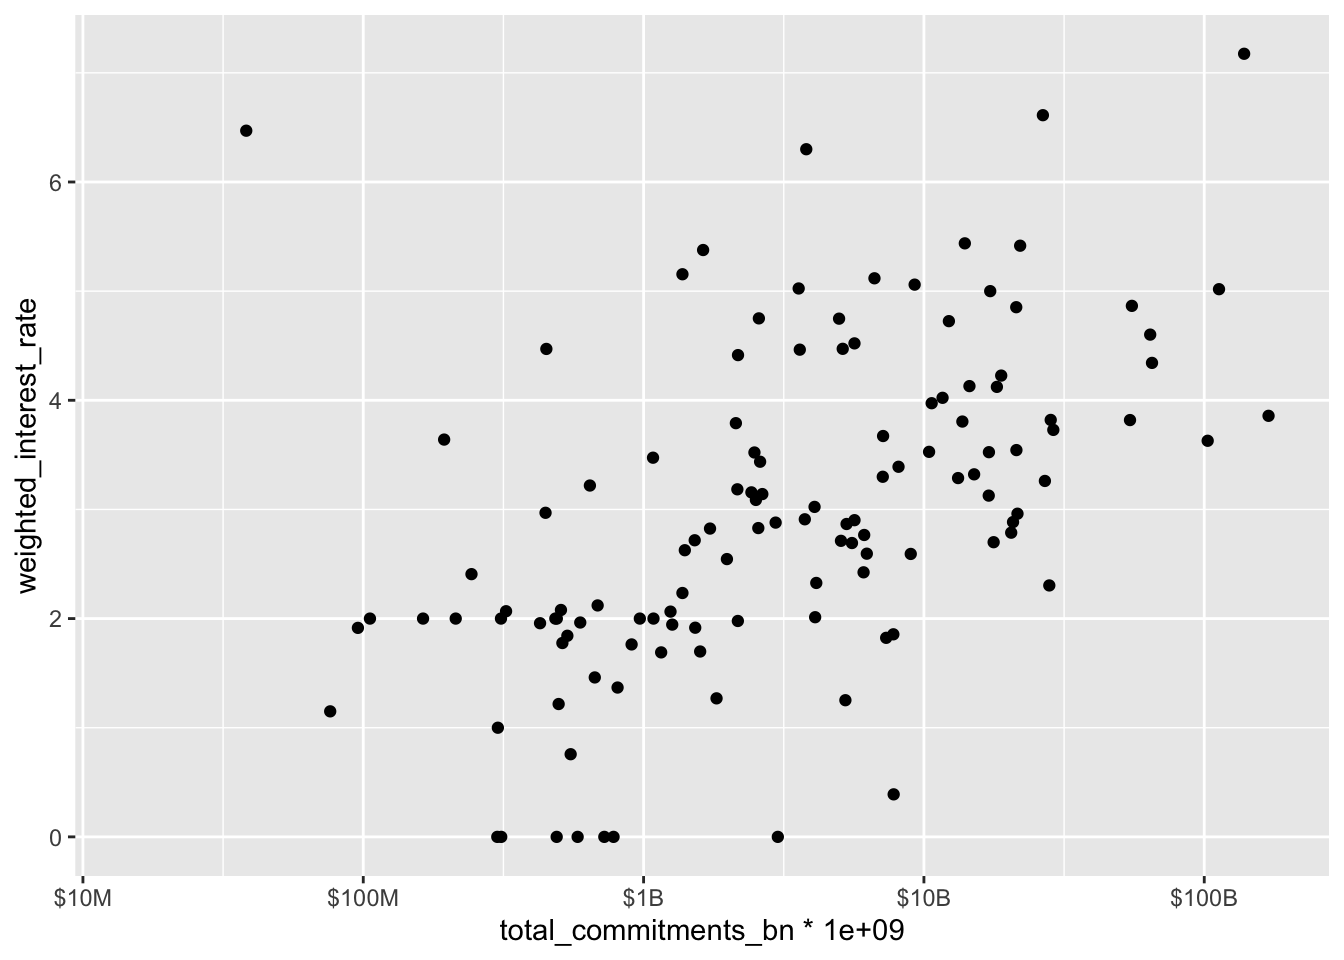 6
4
2
0
weighted_interest_rate
$10M $100M $1B $10B $100B
total_commitments_bn * 1e+09